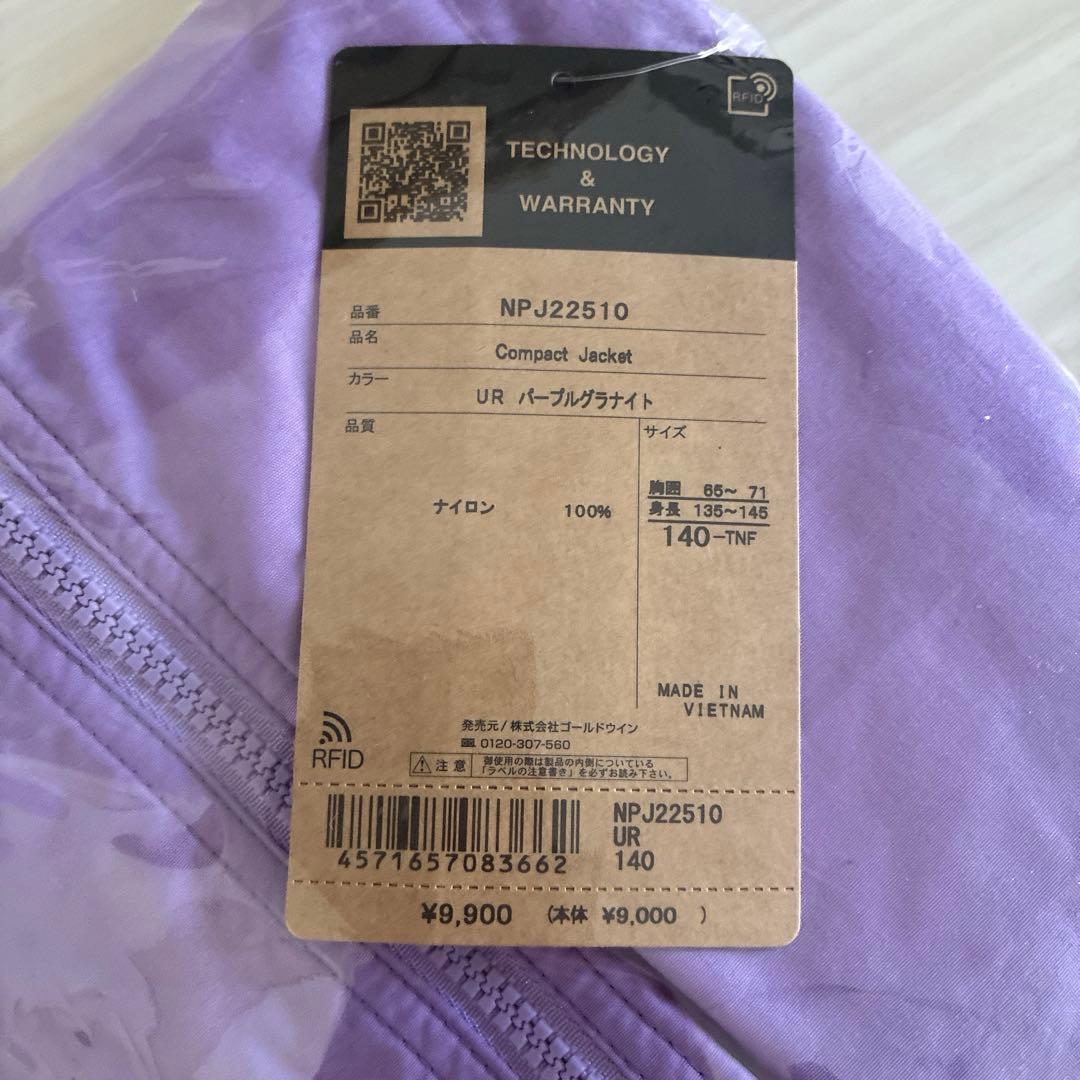 RFID
TECHNOLOGY
&
WARRANTY
品番 NPJ22510
品名 Compact Jacket
カラー UR パープルグラナイト
品質 サイズ
ナイロン 100%
胸囲 65〜 71
身長 135〜145
140-TNF
MADE IN
VIETNAM
RFID
発売元/株式会社ゴールドウイン
0120-307-560
注意 御使用の際は製品の内側についている
「ラベルの注意書き」を必ずお読み下さい。
4571657083662
NPJ22510
UR
140
¥9,900 (本体 ¥9,000 )